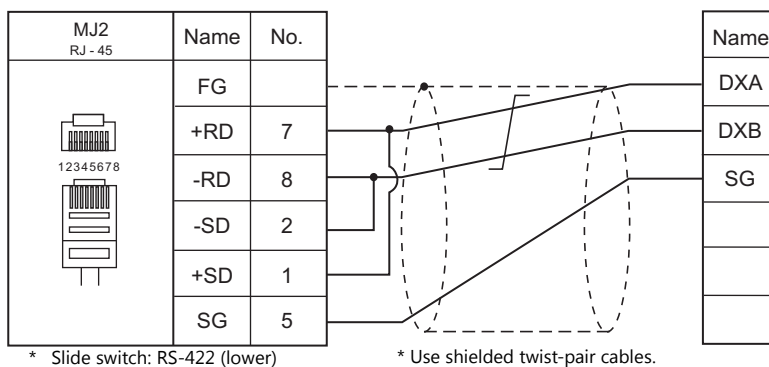 MJ2 Name No. Name
RJ - 45
FG DXA
+RD 7 DXB
12345678
-RD 8 SG
-SD 2
+SD 1
SG 5
* Slide switch: RS-422 (lower) * Use shielded twist-pair cables.